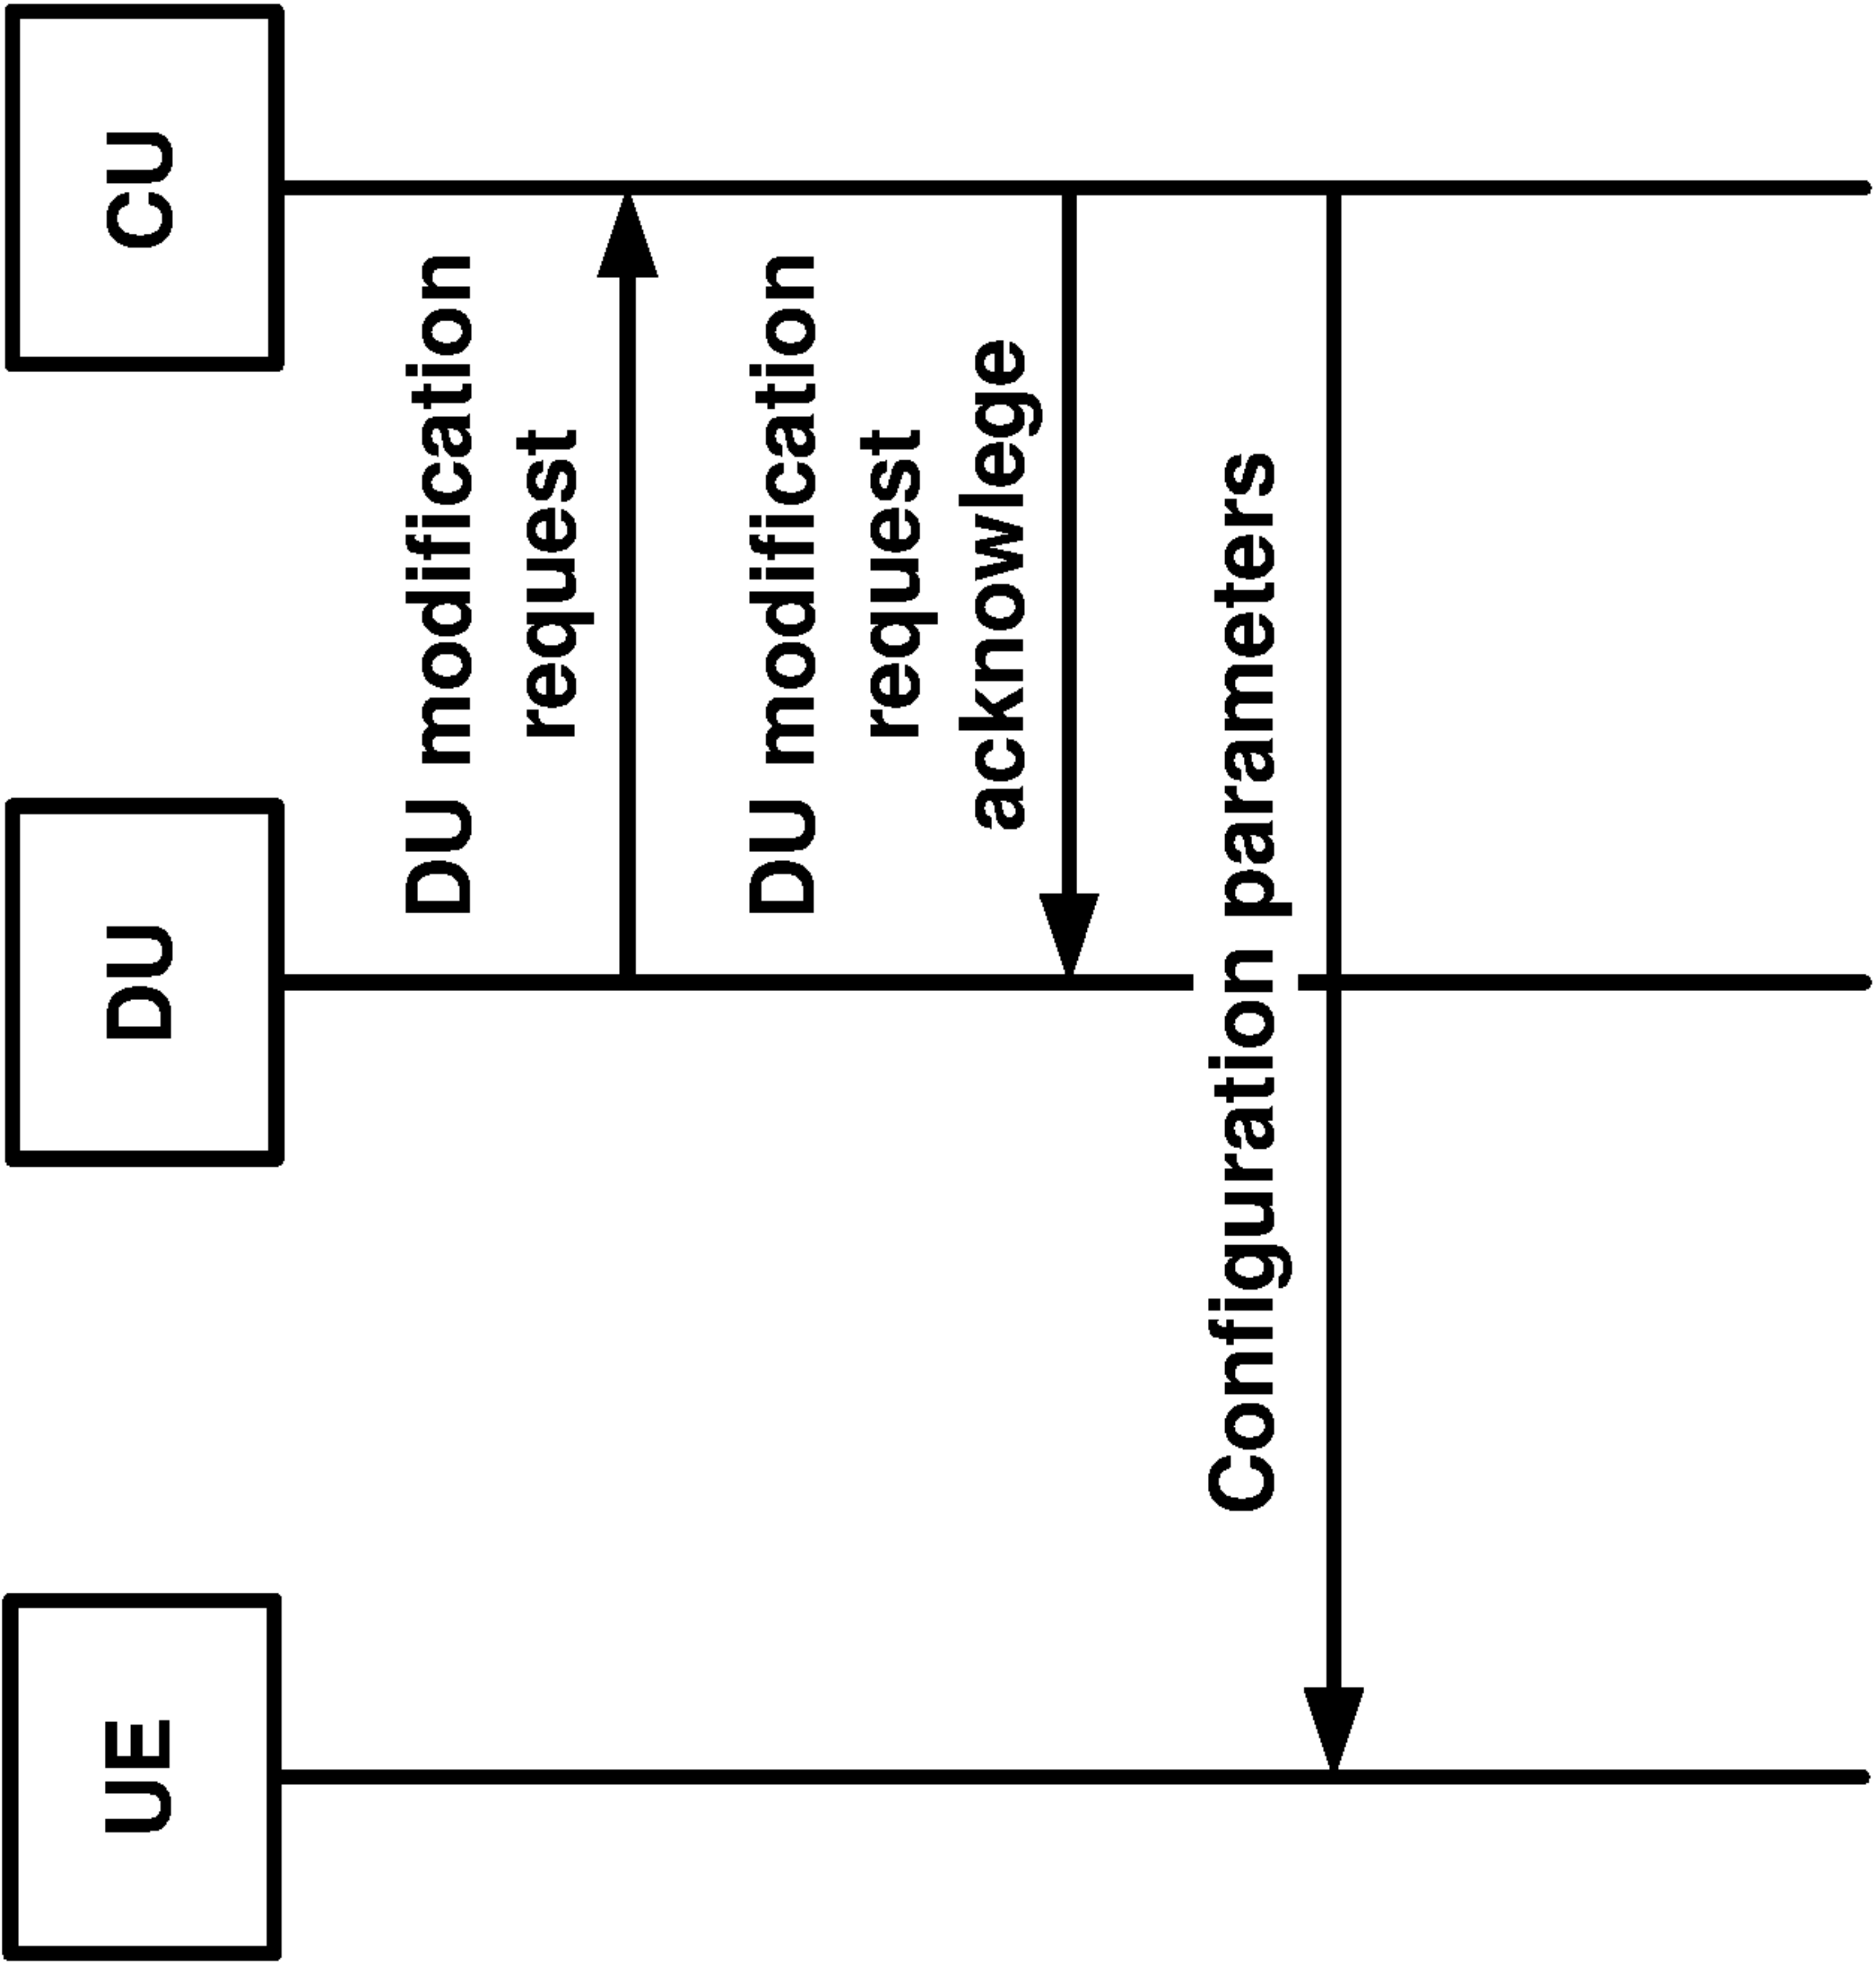 UE
DU
CU
DU modification
request
DU modification
request
acknowlege
Configuration parameters